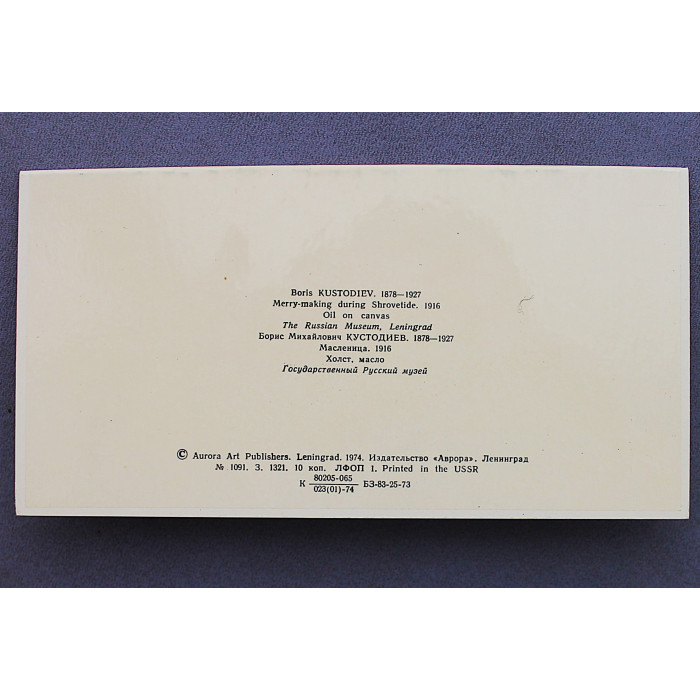 Boris KUSTODIEV. 1878—1927
Merry-making during Shrovetide. 1916
Oil on canvas
The Russian Museum, Leningrad
Борис Михайлович КУСТОДИЕВ. 1878—1927
Масленица. 1916
Холст, масло
Государственный Русский музей
© Aurora Art Publishers. Leningrad. 1974. Издательство «Аврора». Ленинград
№ 1091. З. 1321. 10 коп. ЛФОП 1. Printed in the USSR
К 80205-065 БЗ-83-25-73
023(01)-74